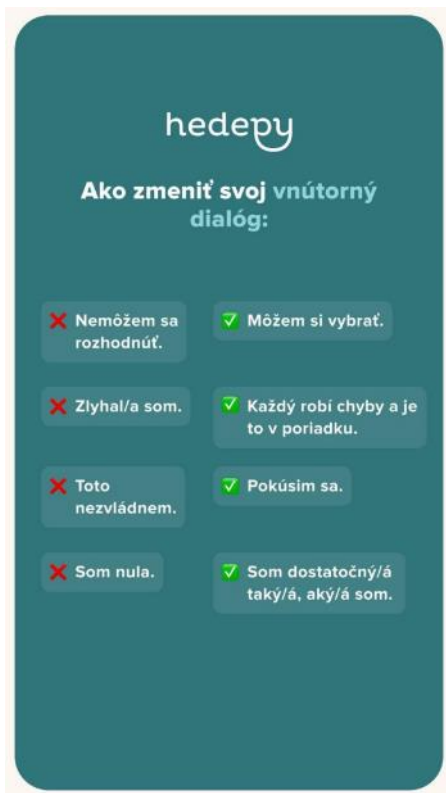 hedepy
Ako zmeniť svoj vnútorný
dialóg:
❌ Nemôžem sa
rozhodnúť.
✅ Môžem si vybrať.
❌ Zlyhal/a som.
✅ Každý robí chyby a je
to v poriadku.
❌ Toto
nezvládnem.
✅ Pokúsim sa.
❌ Som nula.
✅ Som dostatočný/á
taký/á, aký/á som.